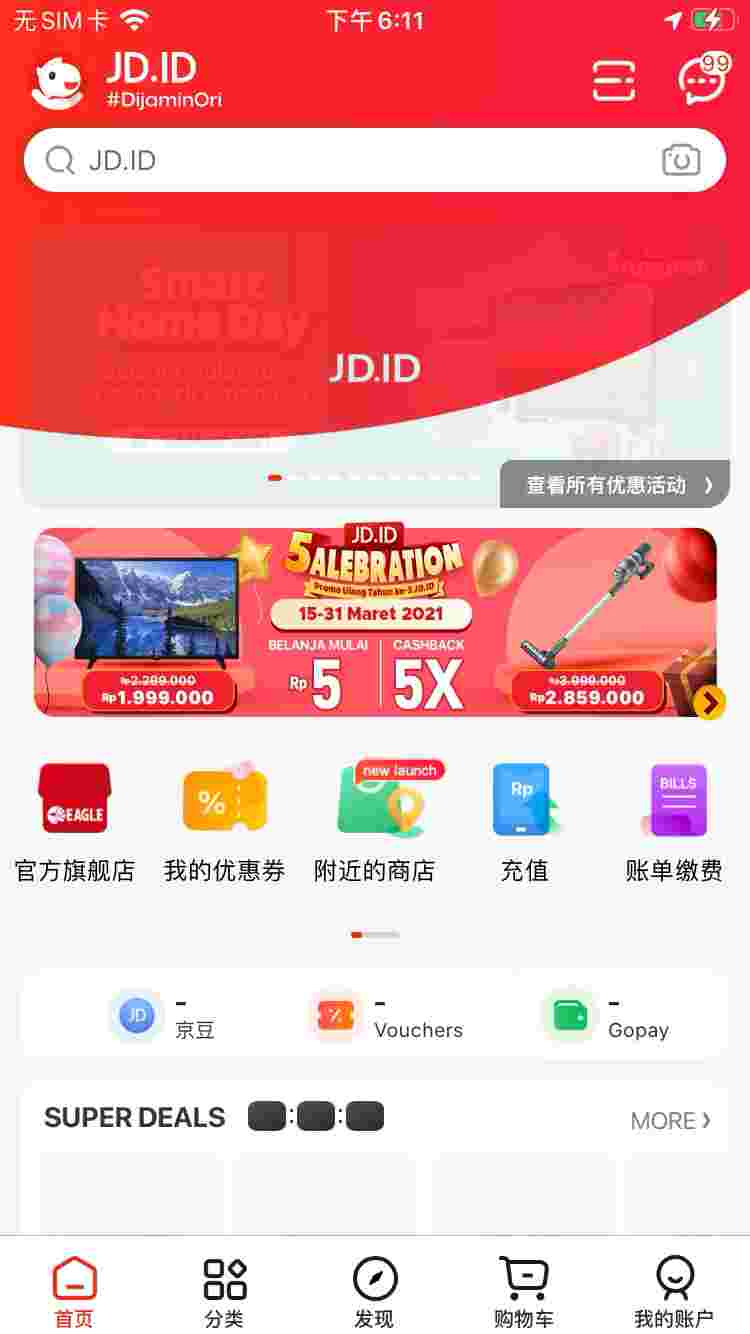 无SIM卡 下午6:11
JD.ID
#DijaminOri
99
JD.ID
Smart
Home Day
JD.ID
查看所有优惠活动 ❯
JD.ID
5ALEBRATION
Promo Ulang Tahun ke-5 JD.ID
15-31 Maret 2021
BELANJA MULAI CASHBACK
Rp 5 5X
Rp2.299.000
Rp1.999.000
Rp3.999.000
Rp2.859.000
EAGLE
%
new launch
Rp
BILLS
官方旗舰店 我的优惠券 附近的商店 充值 账单缴费
JD
-
京豆
%
-
Vouchers
-
Gopay
SUPER DEALS : : MORE ❯
首页 分类 发现 购物车 我的账户